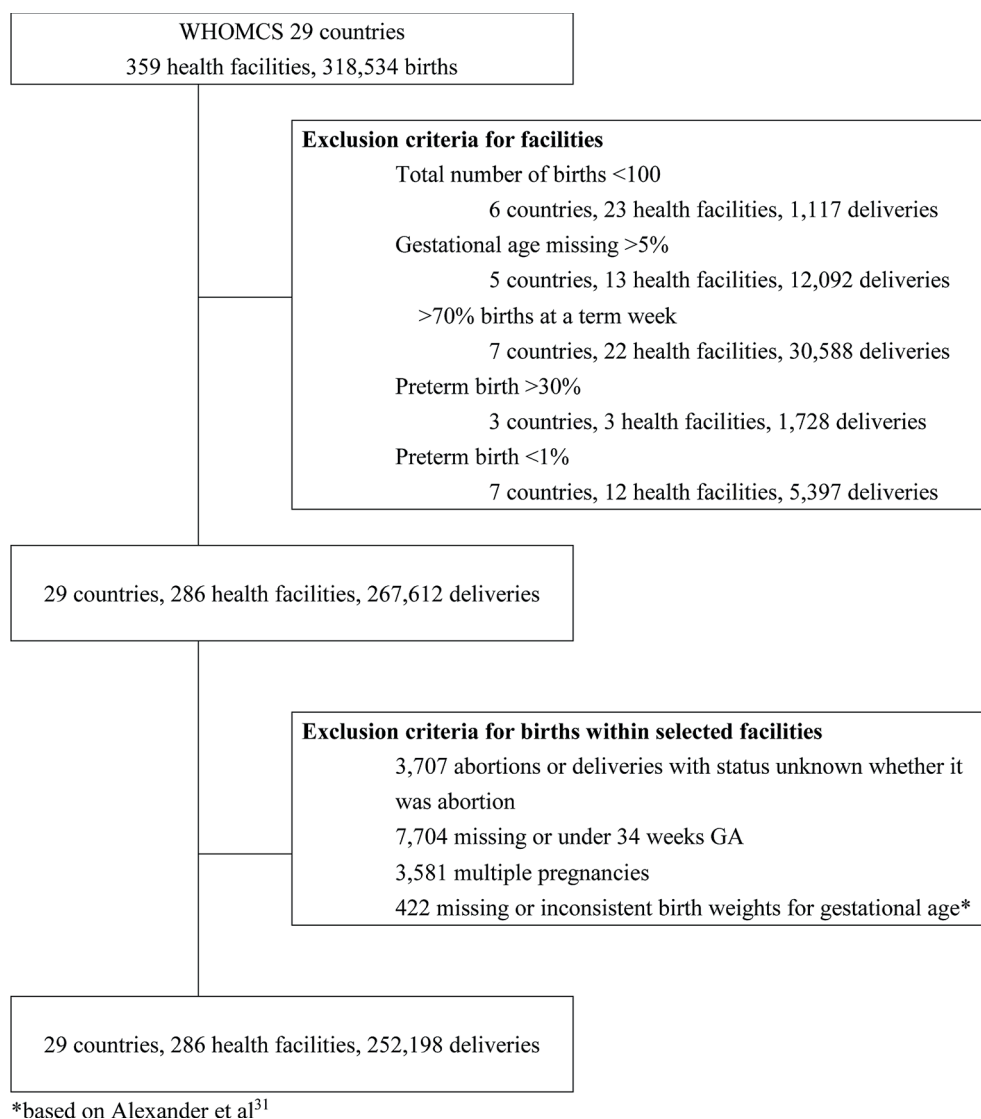 WHOMCS 29 countries
359 health facilities, 318,534 births
Exclusion criteria for facilities
Total number of births <100
6 countries, 23 health facilities, 1,117 deliveries
Gestational age missing >5%
5 countries, 13 health facilities, 12,092 deliveries
>70% births at a term week
7 countries, 22 health facilities, 30,588 deliveries
Preterm birth >30%
3 countries, 3 health facilities, 1,728 deliveries
Preterm birth <1%
7 countries, 12 health facilities, 5,397 deliveries
29 countries, 286 health facilities, 267,612 deliveries
Exclusion criteria for births within selected facilities
3,707 abortions or deliveries with status unknown whether it
was abortion
7,704 missing or under 34 weeks GA
3,581 multiple pregnancies
422 missing or inconsistent birth weights for gestational age*
29 countries, 286 health facilities, 252,198 deliveries
*based on Alexander et al31